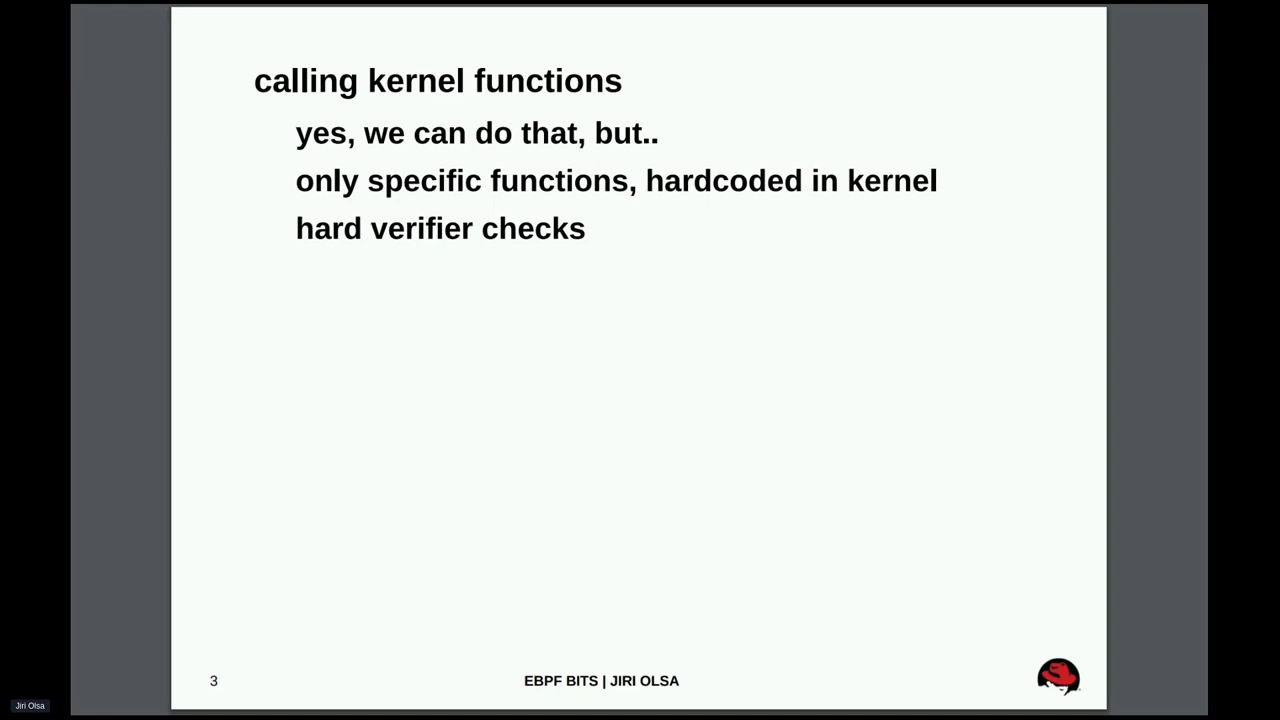 calling kernel functions
yes, we can do that, but..
only specific functions, hardcoded in kernel
hard verifier checks
3
EBPF BITS | JIRI OLSA
Jiri Olsa